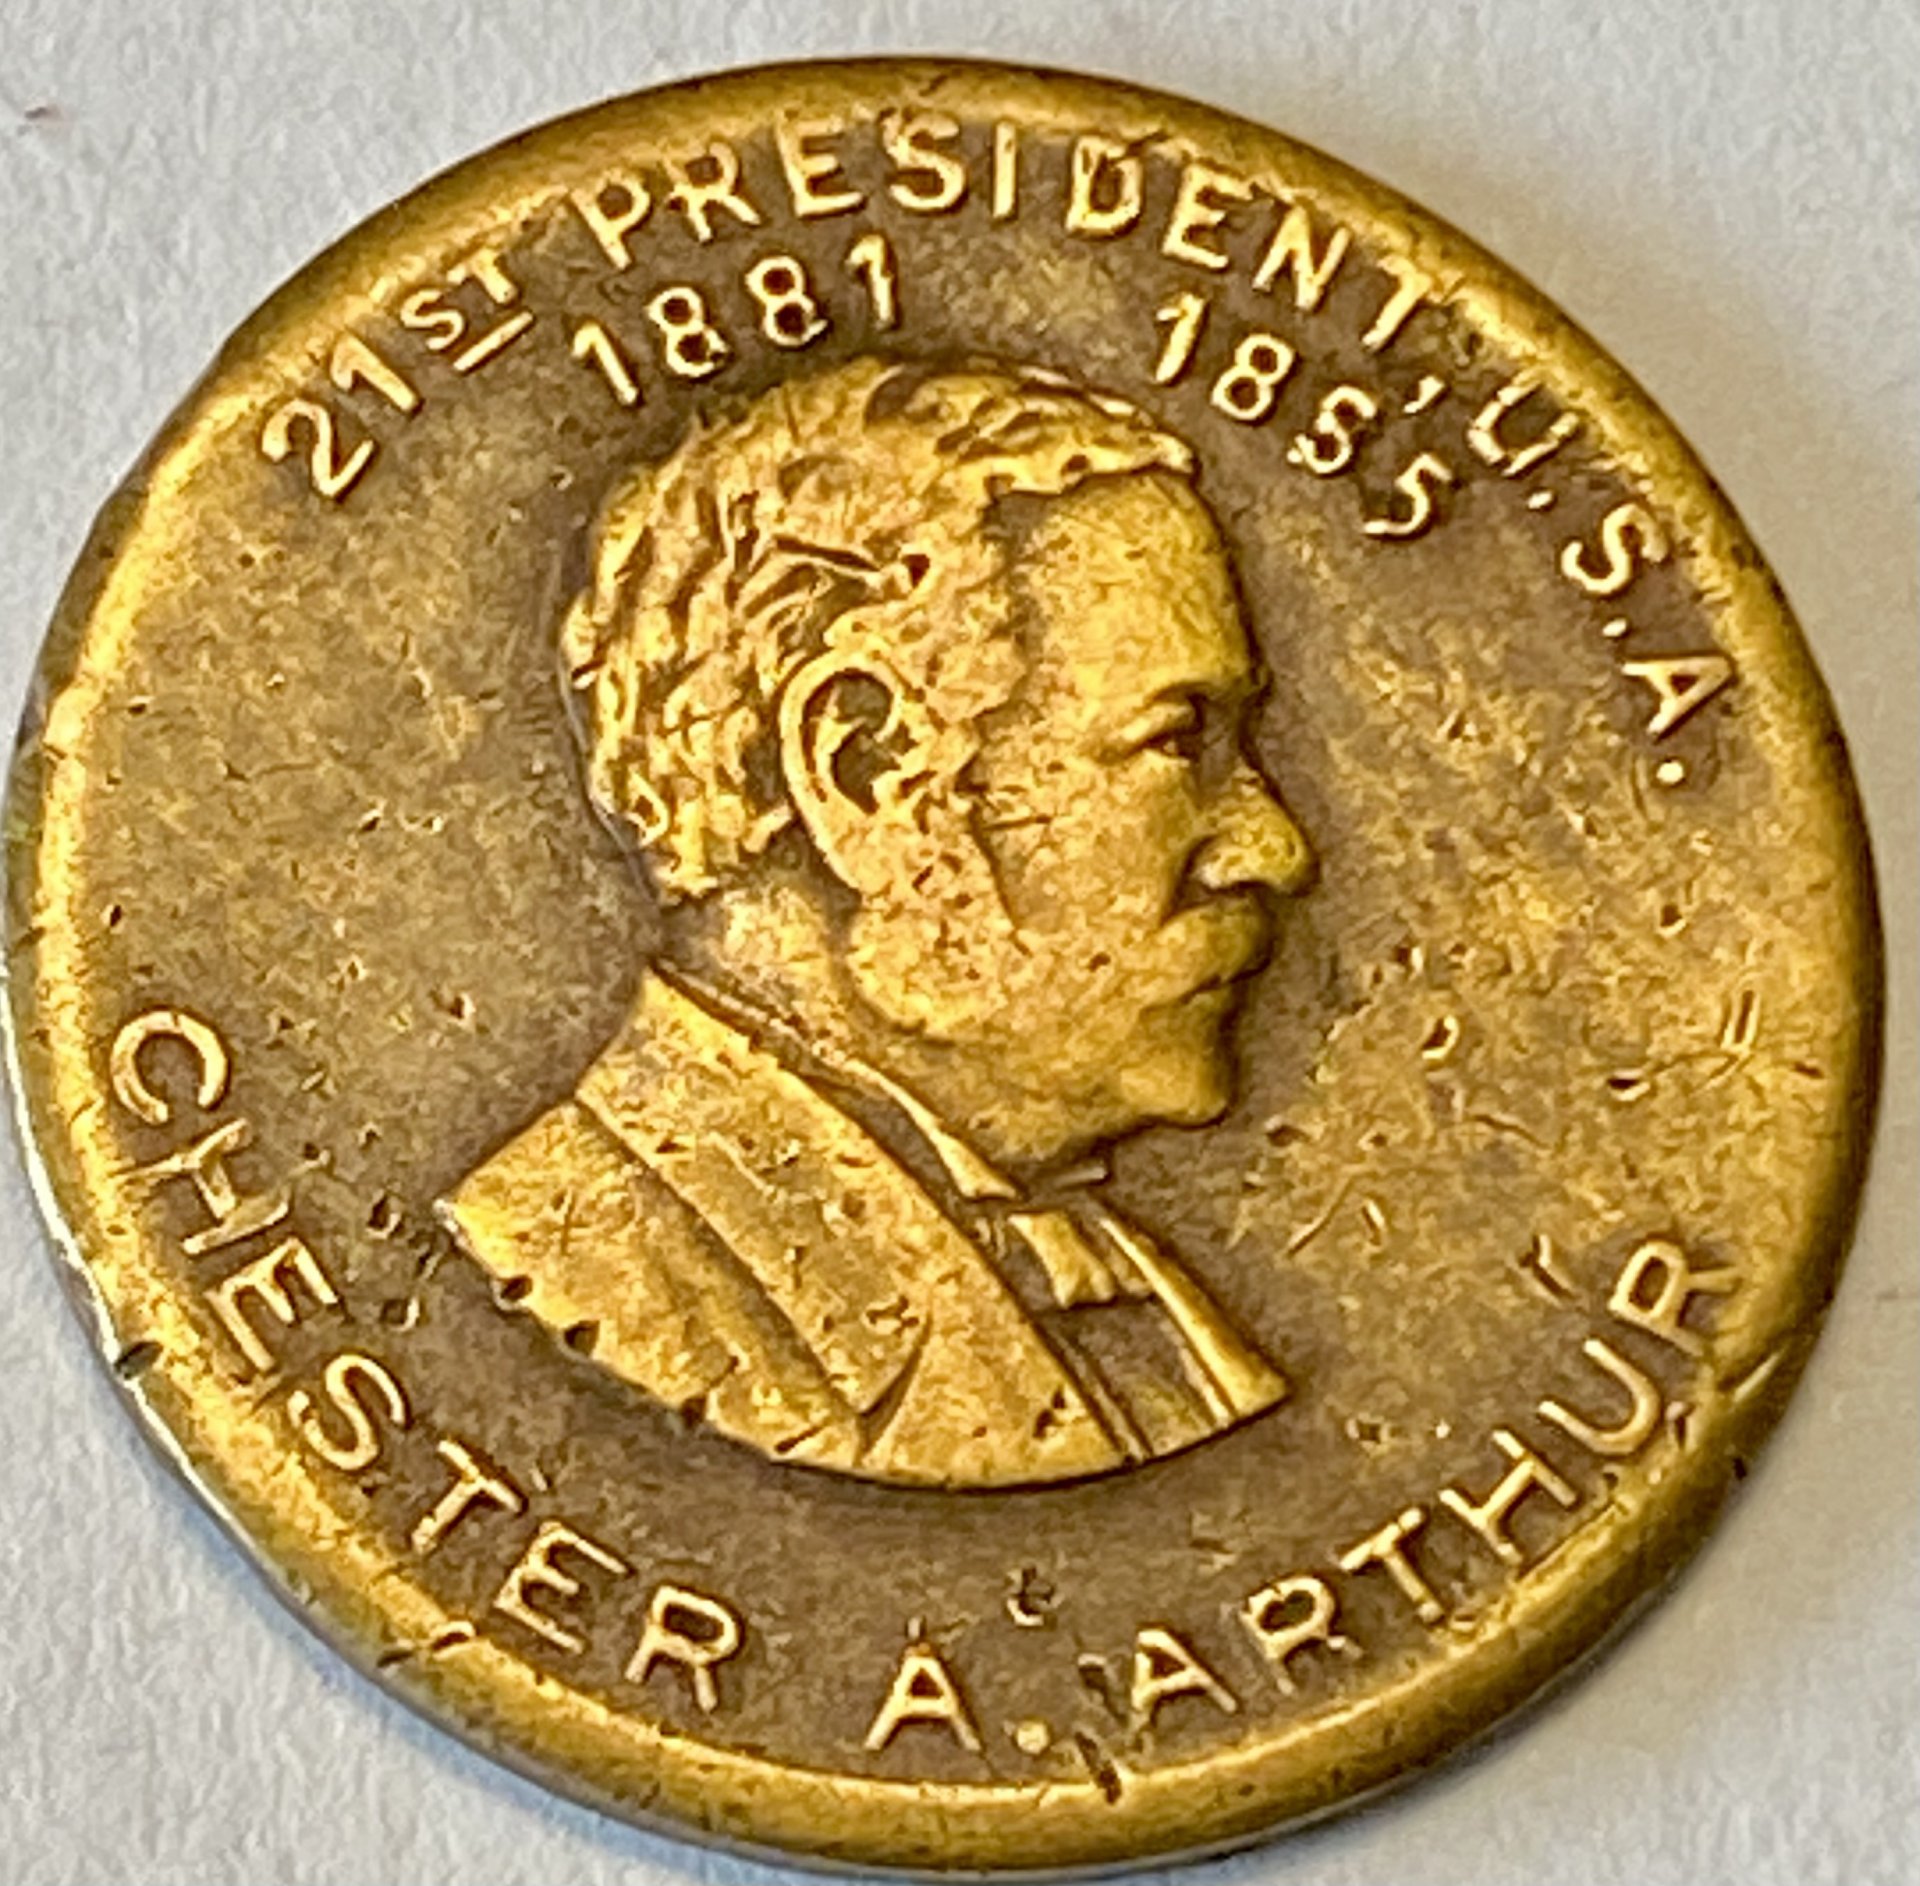 21ST PRESIDENT, U.S.A.
1881 1885
CHESTER A. ARTHUR